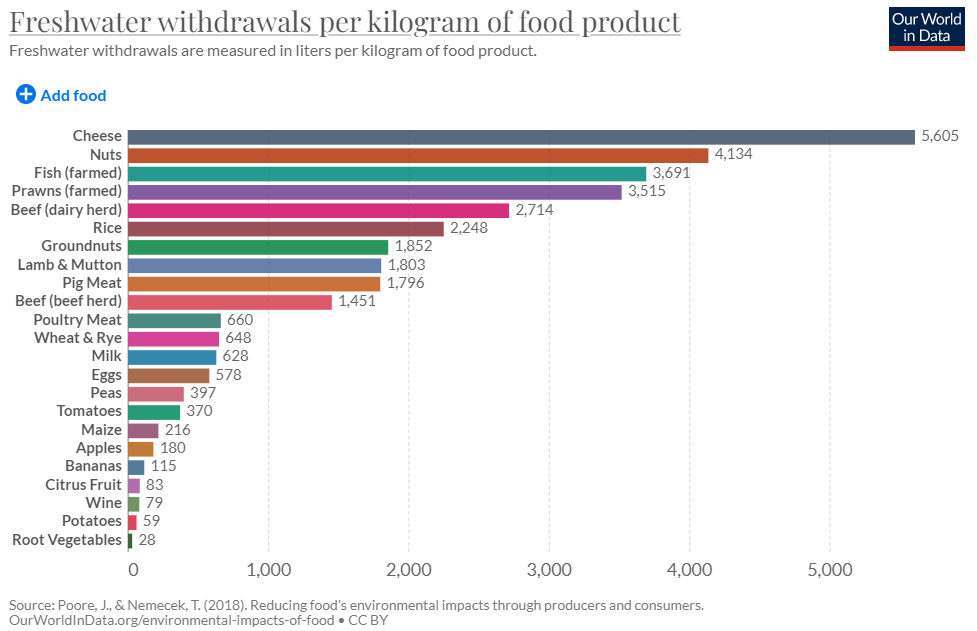 Freshwater withdrawals per kilogram of food product
Freshwater withdrawals are measured in liters per kilogram of food product.
Our World
in Data
Add food
Cheese 5,605
Nuts 4,134
Fish (farmed) 3,691
Prawns (farmed) 3,515
Beef (dairy herd) 2,714
Rice 2,248
Groundnuts 1,852
Lamb & Mutton 1,803
Pig Meat 1,796
Beef (beef herd) 1,451
Poultry Meat 660
Wheat & Rye 648
Milk 628
Eggs 578
Peas 397
Tomatoes 370
Maize 216
Apples 180
Bananas 115
Citrus Fruit 83
Wine 79
Potatoes 59
Root Vegetables 28
0 1,000 2,000 3,000 4,000 5,000
Source: Poore, J., & Nemecek, T. (2018). Reducing food's environmental impacts through producers and consumers.
OurWorldInData.org/environmental-impacts-of-food • CC BY